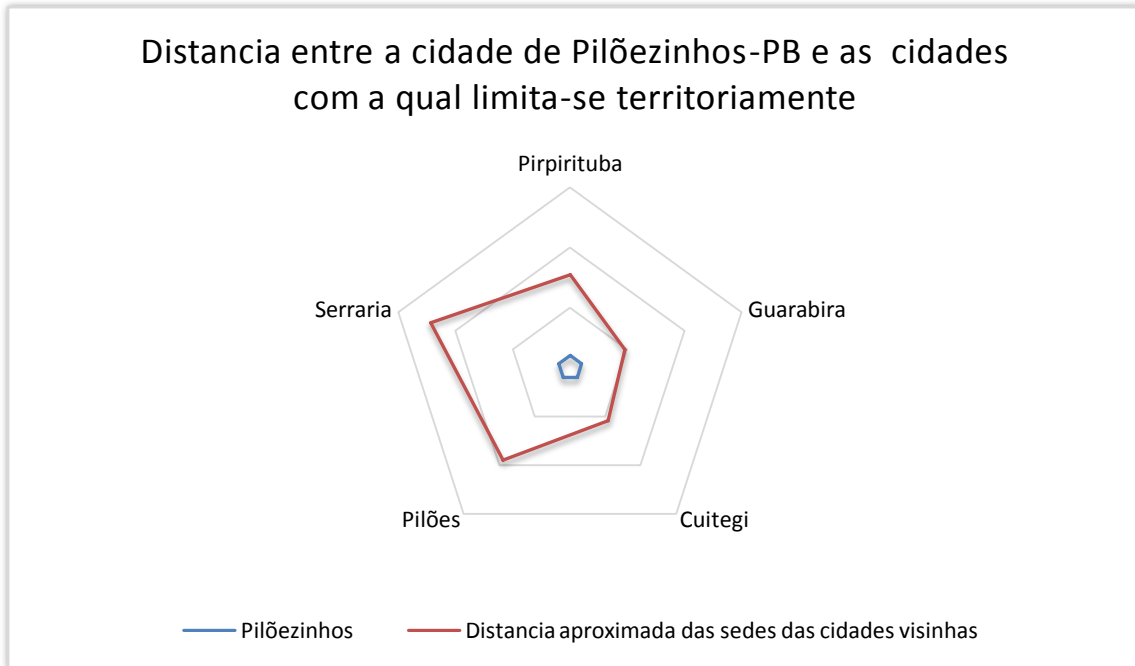 Distancia entre a cidade de Pilõezinhos-PB e as cidades
com a qual limita-se territoriamente
Pirpirituba
Serraria
Guarabira
Pilões
Cuitegi
Pilõezinhos
Distancia aproximada das sedes das cidades visinhas